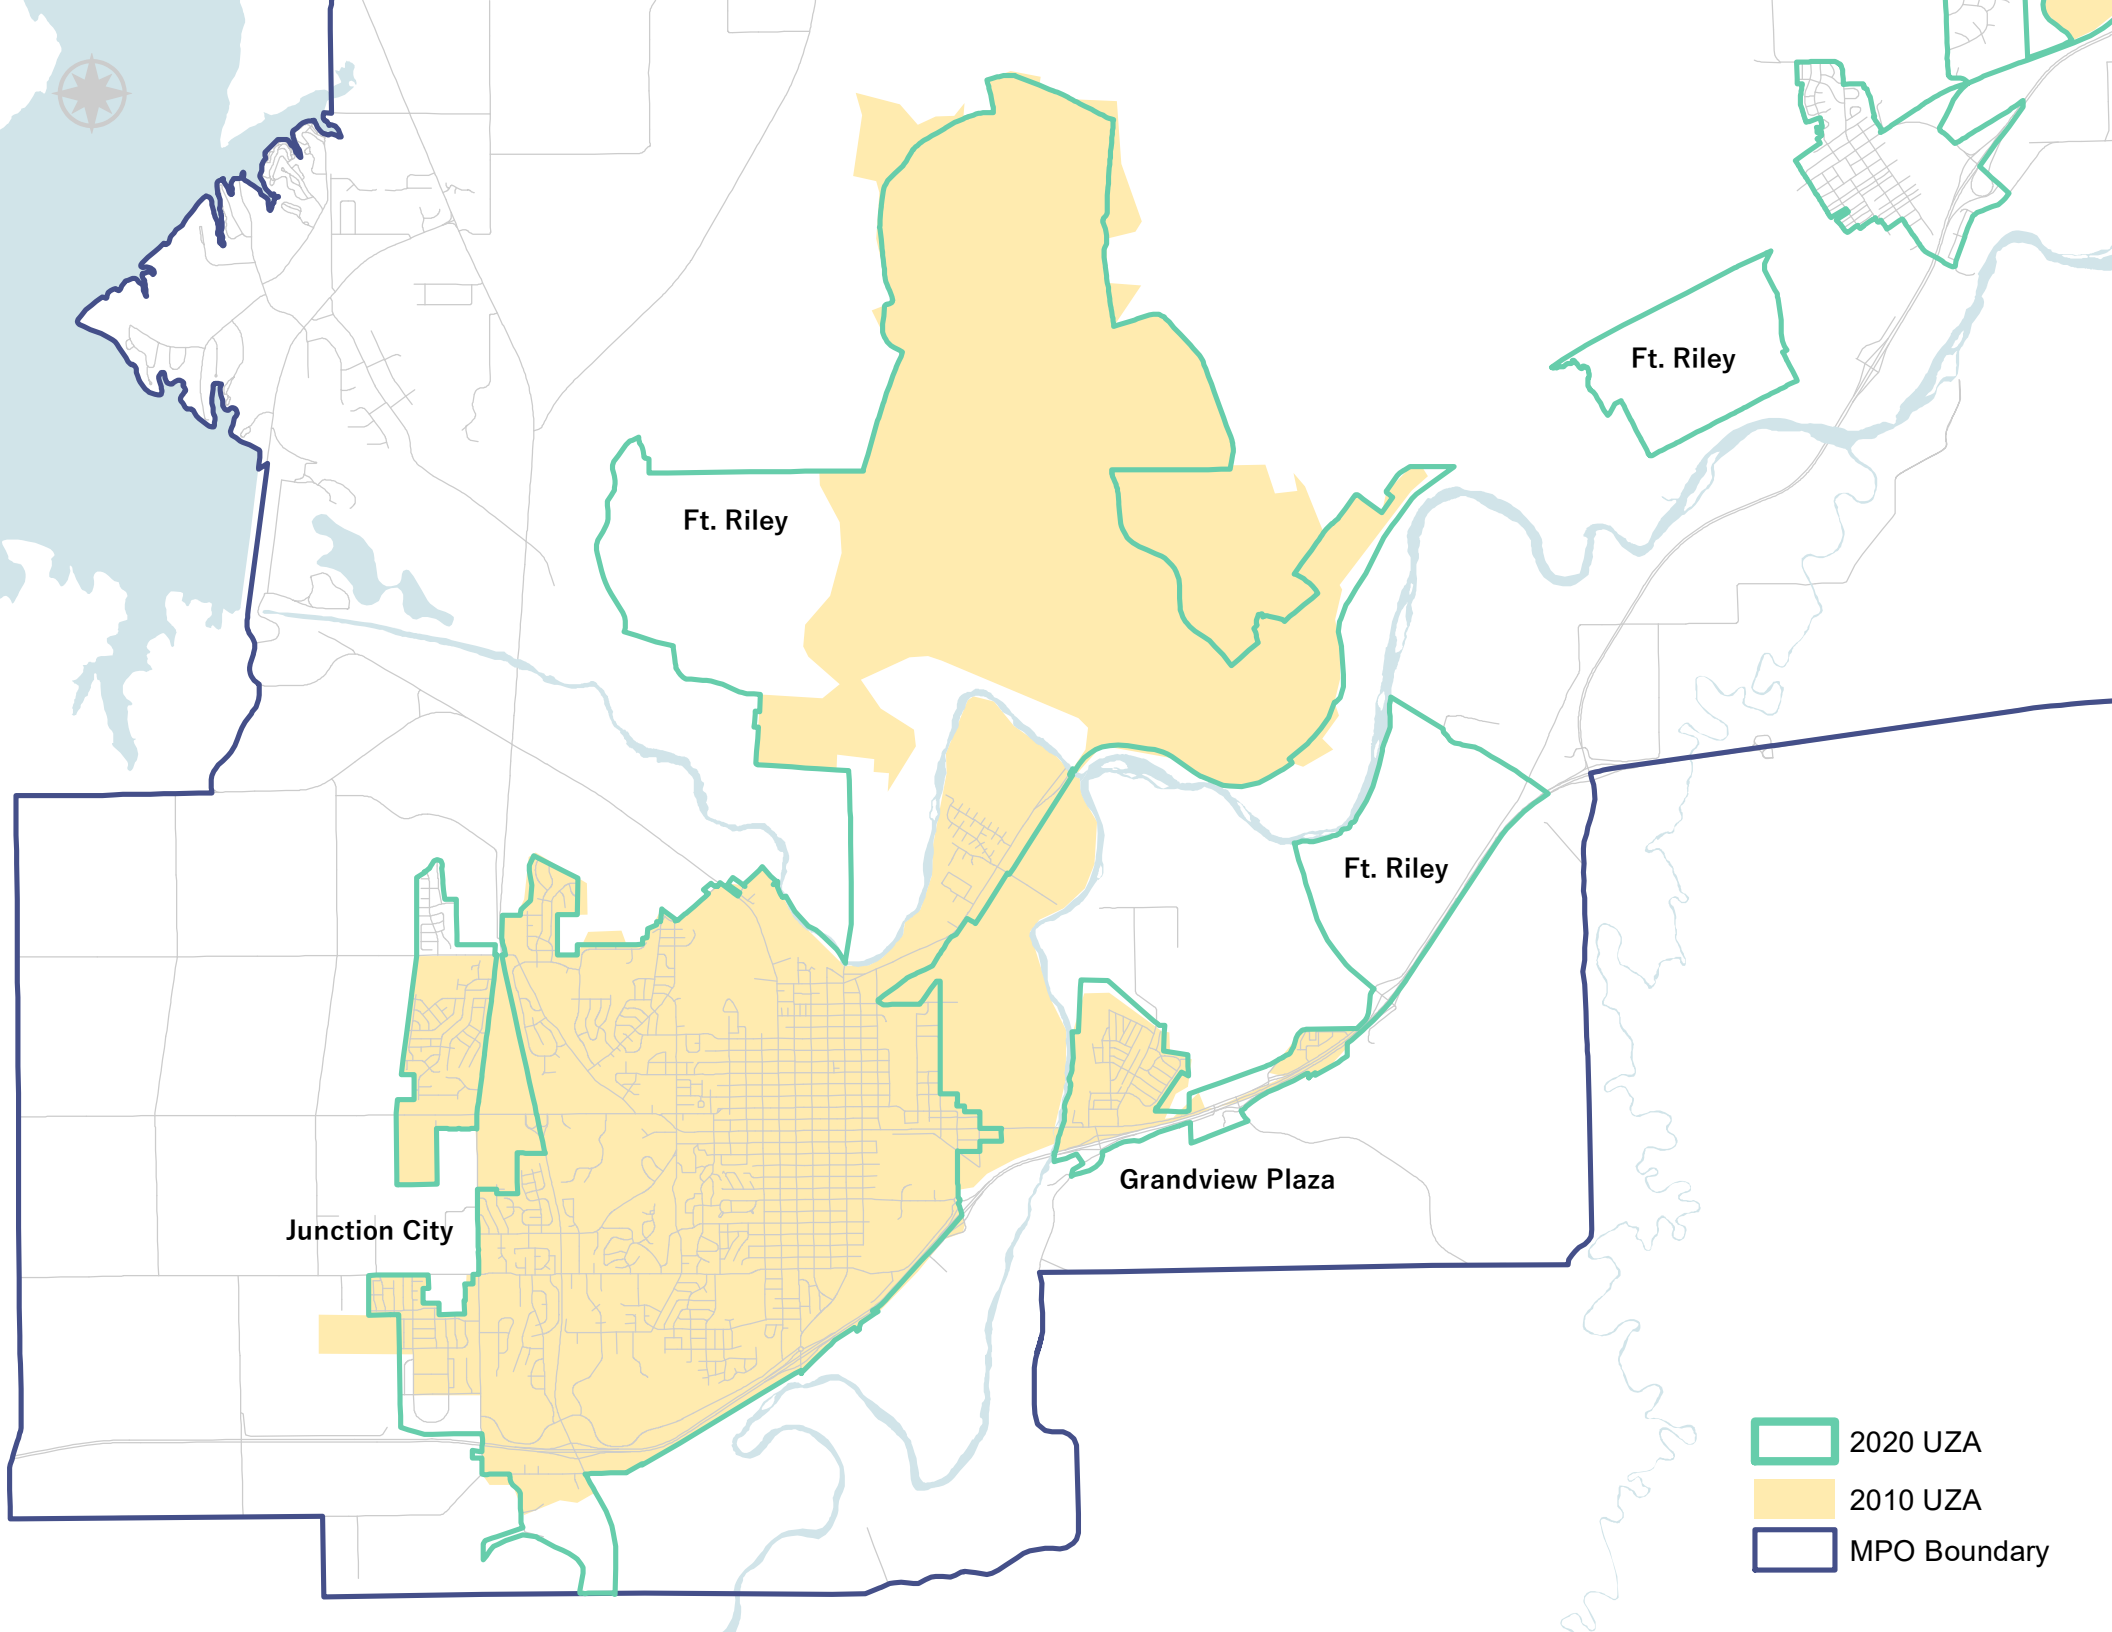 Ft. Riley
Ft. Riley
Ft. Riley
Grandview Plaza
Junction City
2020 UZA
2010 UZA
MPO Boundary